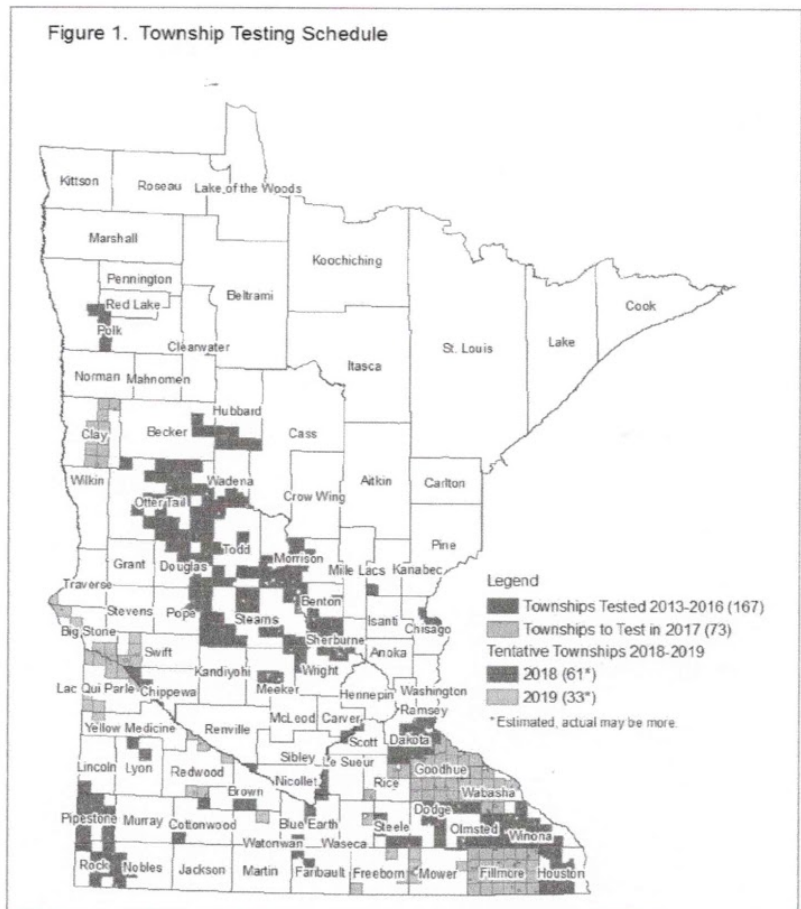 Figure 1. Township Testing Schedule
Kittson
Roseau
Lake of the Woods
Marshall
Koochiching
Pennington
Beltrami
Red Lake
Cook
Polk
St. Louis
Lake
Clearwater
Itasca
Norman
Mahnomen
Hubbard
Clay
Becker
Cass
Wilkin
Wadena
Aitkin
Carlton
Otter Tail
Crow Wing
Pine
Grant
Douglas
Todd
Morrison
Mille Lacs
Kanabec
Traverse
Stevens
Pope
Stearns
Benton
Isanti
Chisago
Big Stone
Swift
Sherburne
Anoka
Kandiyohi
Wright
Lac Qui Parle
Chippewa
Meeker
Hennepin
Washington
Ramsey
Yellow Medicine
Renville
McLeod
Carver
Scott
Dakota
Lincoln
Lyon
Redwood
Sibley
Le Sueur
Rice
Goodhue
Brown
Nicollet
Wabasha
Pipestone
Murray
Cottonwood
Watonwan
Blue Earth
Waseca
Steele
Dodge
Olmsted
Winona
Rock
Nobles
Jackson
Martin
Faribault
Freeborn
Mower
Fillmore
Houston
Legend
Townships Tested 2013-2016 (167)
Townships to Test in 2017 (73)
Tentative Townships 2018-2019
2018 (61*)
2019 (33*)
* Estimated, actual may be more.